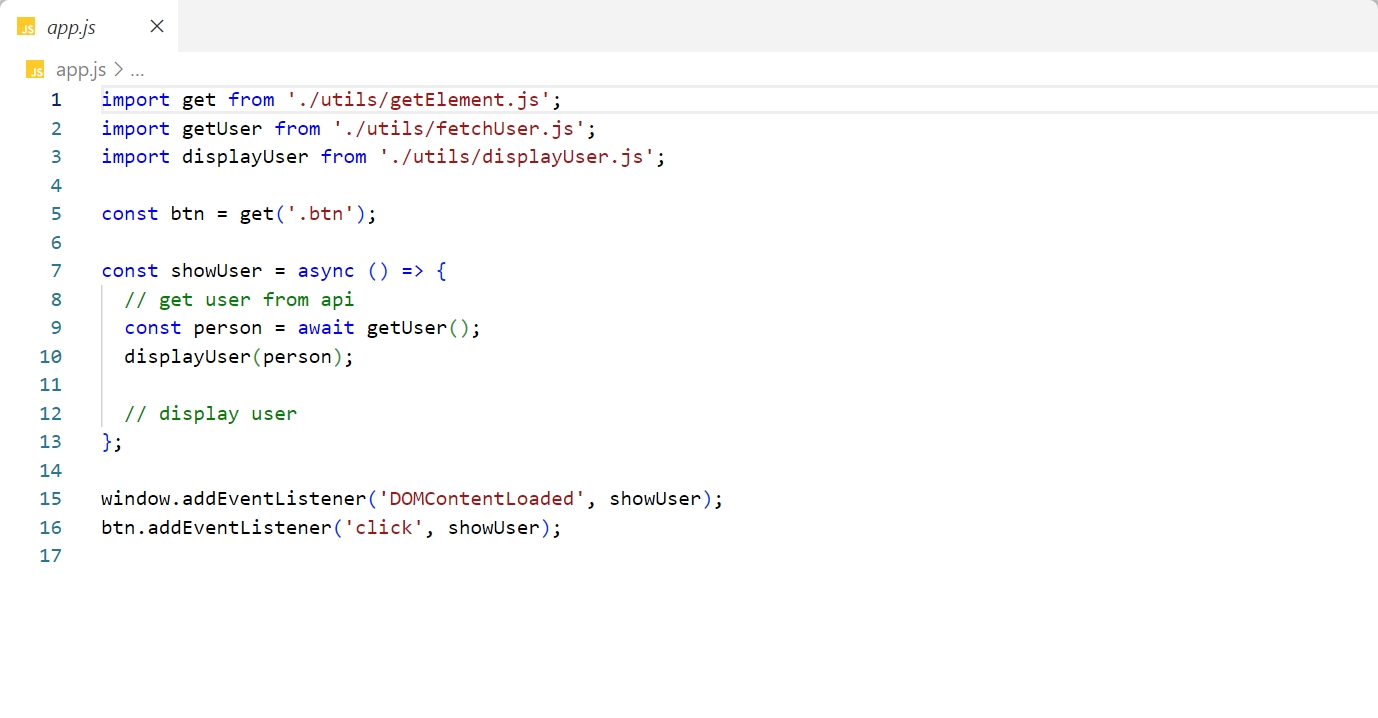 JS app.js
JS app.js > ...
1 import get from './utils/getElement.js';
2 import getUser from './utils/fetchUser.js';
3 import displayUser from './utils/displayUser.js';
4
5 const btn = get('.btn');
6
7 const showUser = async () => {
8   // get user from api
9   const person = await getUser();
10   displayUser(person);
11
12   // display user
13 };
14
15 window.addEventListener('DOMContentLoaded', showUser);
16 btn.addEventListener('click', showUser);
17